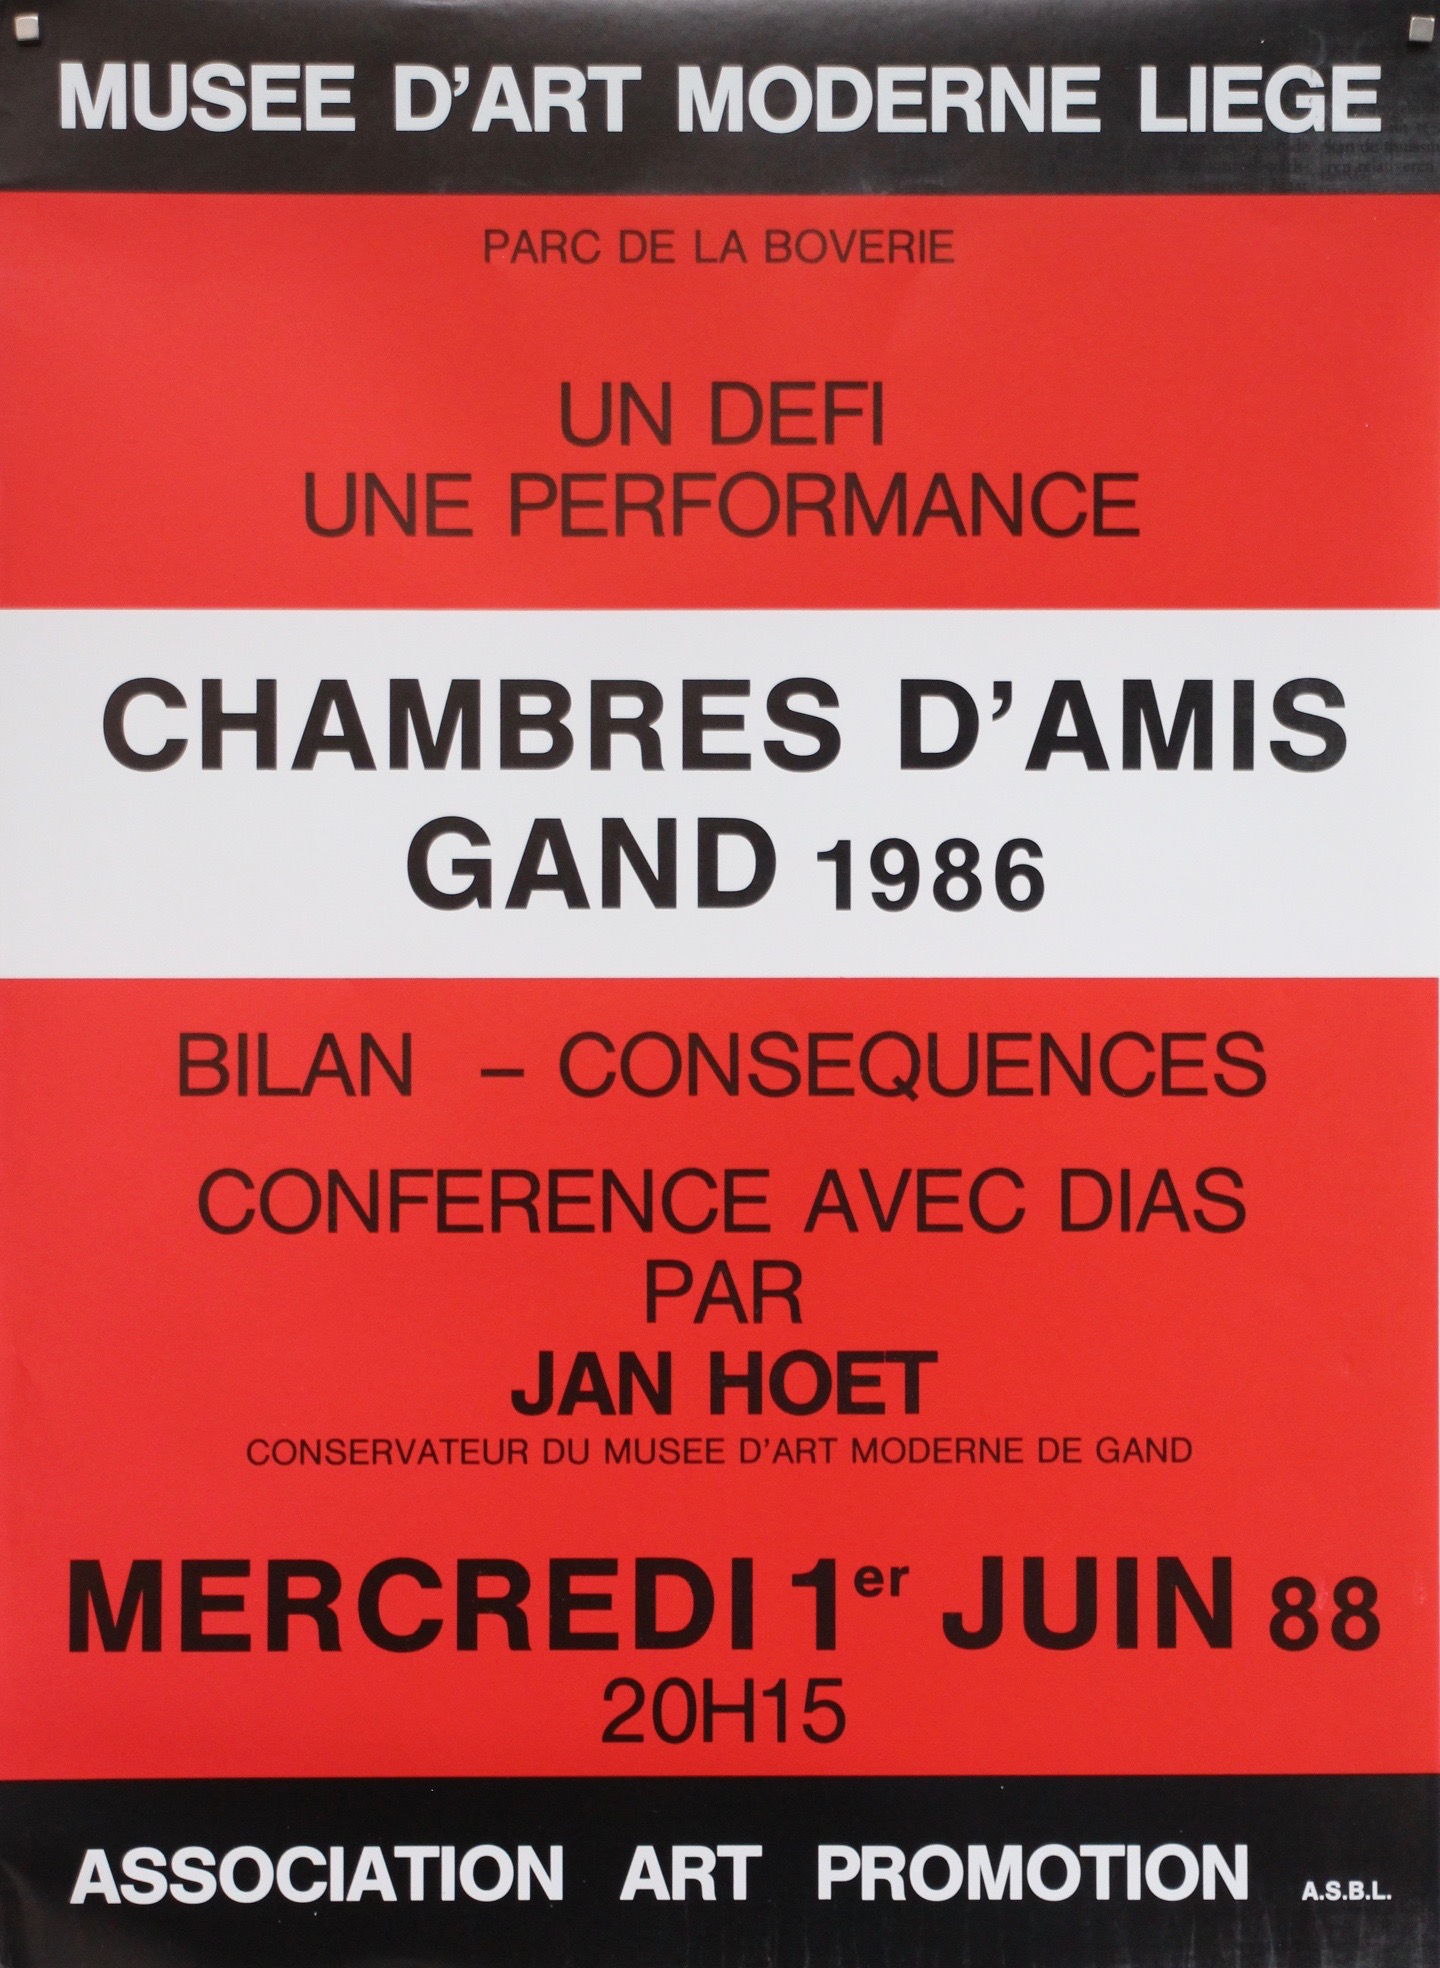 MUSEE D'ART MODERNE LIEGE
PARC DE LA BOVERIE
UN DEFI
UNE PERFORMANCE
CHAMBRES D'AMIS
GAND 1986
BILAN – CONSEQUENCES
CONFERENCE AVEC DIAS
PAR
JAN HOET
CONSERVATEUR DU MUSEE D'ART MODERNE DE GAND
MERCREDI 1er JUIN 88
20H15
ASSOCIATION ART PROMOTION A.S.B.L.